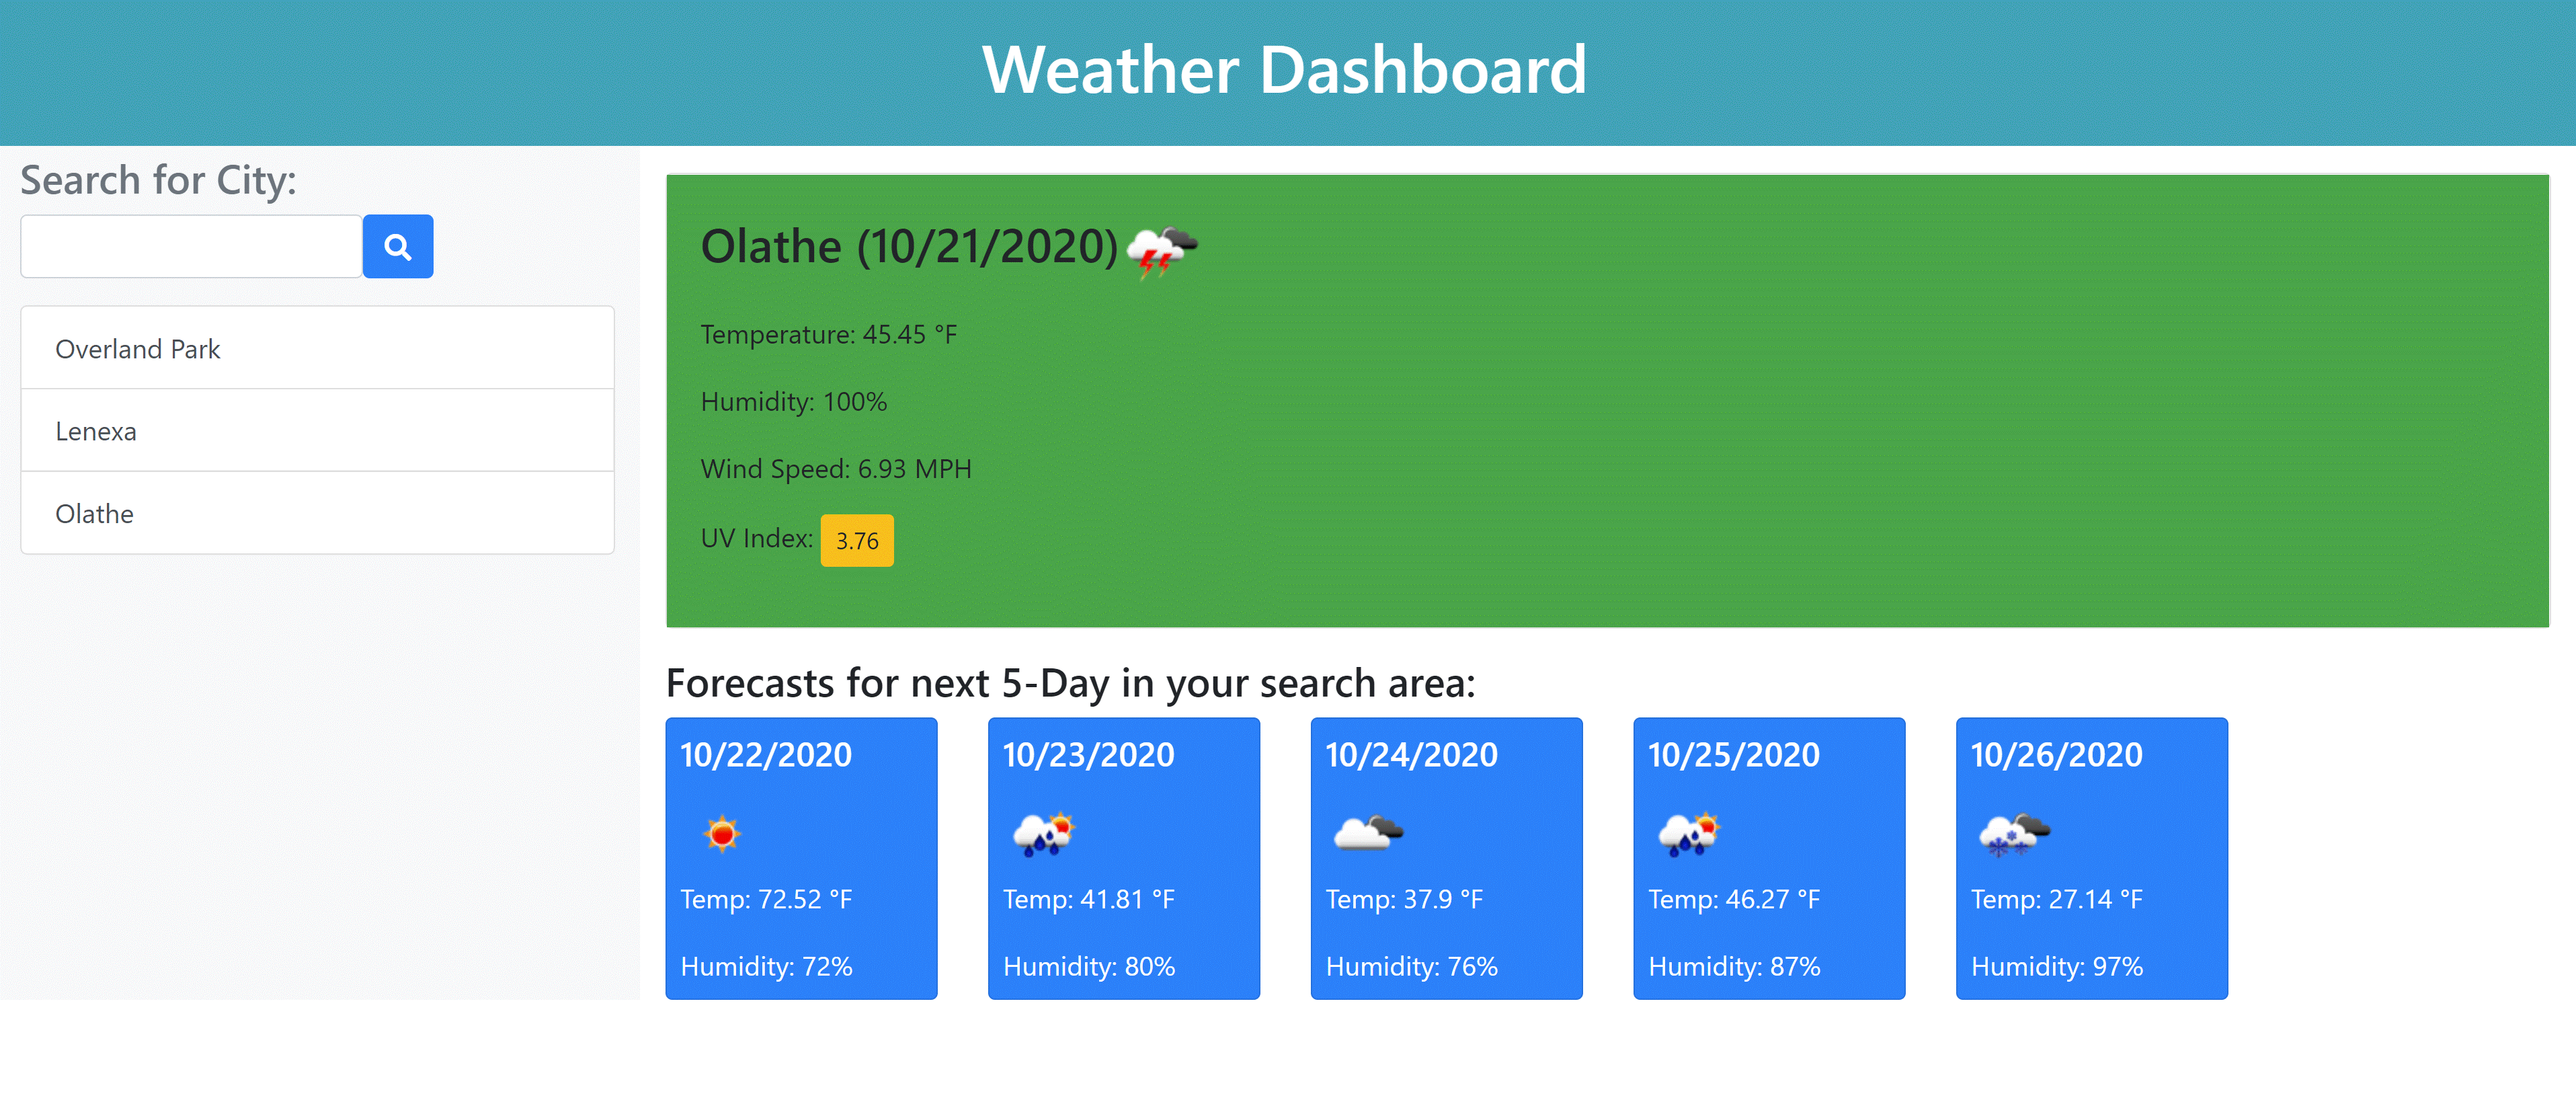 Weather Dashboard
Search for City:
Overland Park
Lenexa
Olathe
Olathe (10/21/2020)
Temperature: 45.45 °F
Humidity: 100%
Wind Speed: 6.93 MPH
UV Index: 3.76
Forecasts for next 5-Day in your search area:
10/22/2020
Temp: 72.52 °F
Humidity: 72%
10/23/2020
Temp: 41.81 °F
Humidity: 80%
10/24/2020
Temp: 37.9 °F
Humidity: 76%
10/25/2020
Temp: 46.27 °F
Humidity: 87%
10/26/2020
Temp: 27.14 °F
Humidity: 97%